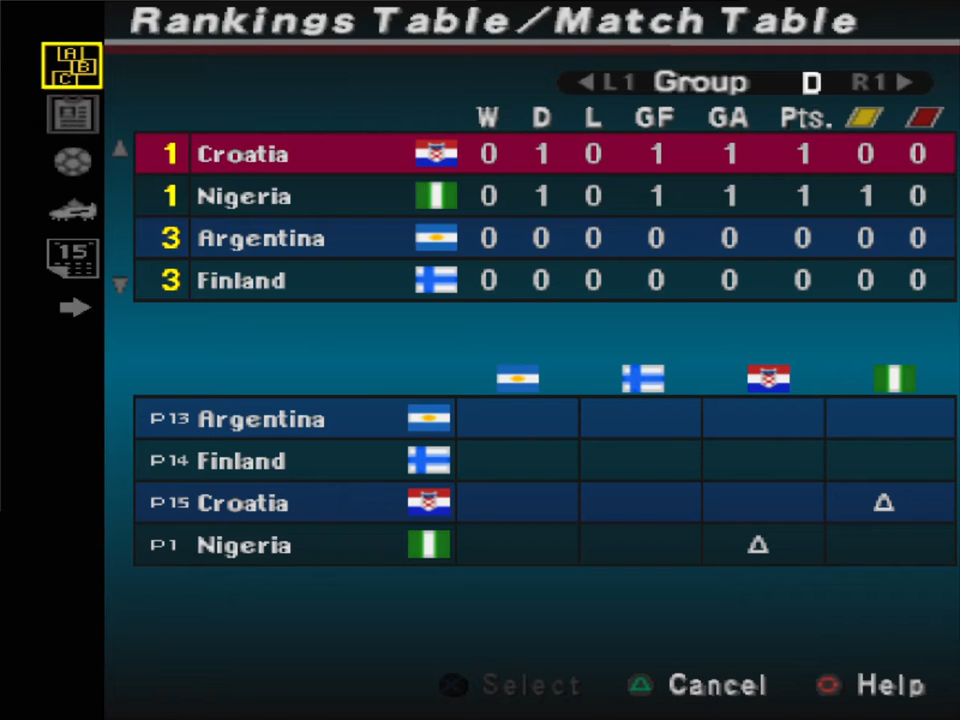 Rankings Table/Match Table
A
B
C
◀L1 Group D R1▶
W D L GF GA Pts.
1 Croatia 0 1 0 1 1 1 0 0
1 Nigeria 0 1 0 1 1 1 1 0
3 Argentina 0 0 0 0 0 0 0 0
3 Finland 0 0 0 0 0 0 0 0
15
P13 Argentina
P14 Finland
P15 Croatia △
P1 Nigeria △
Select Cancel Help